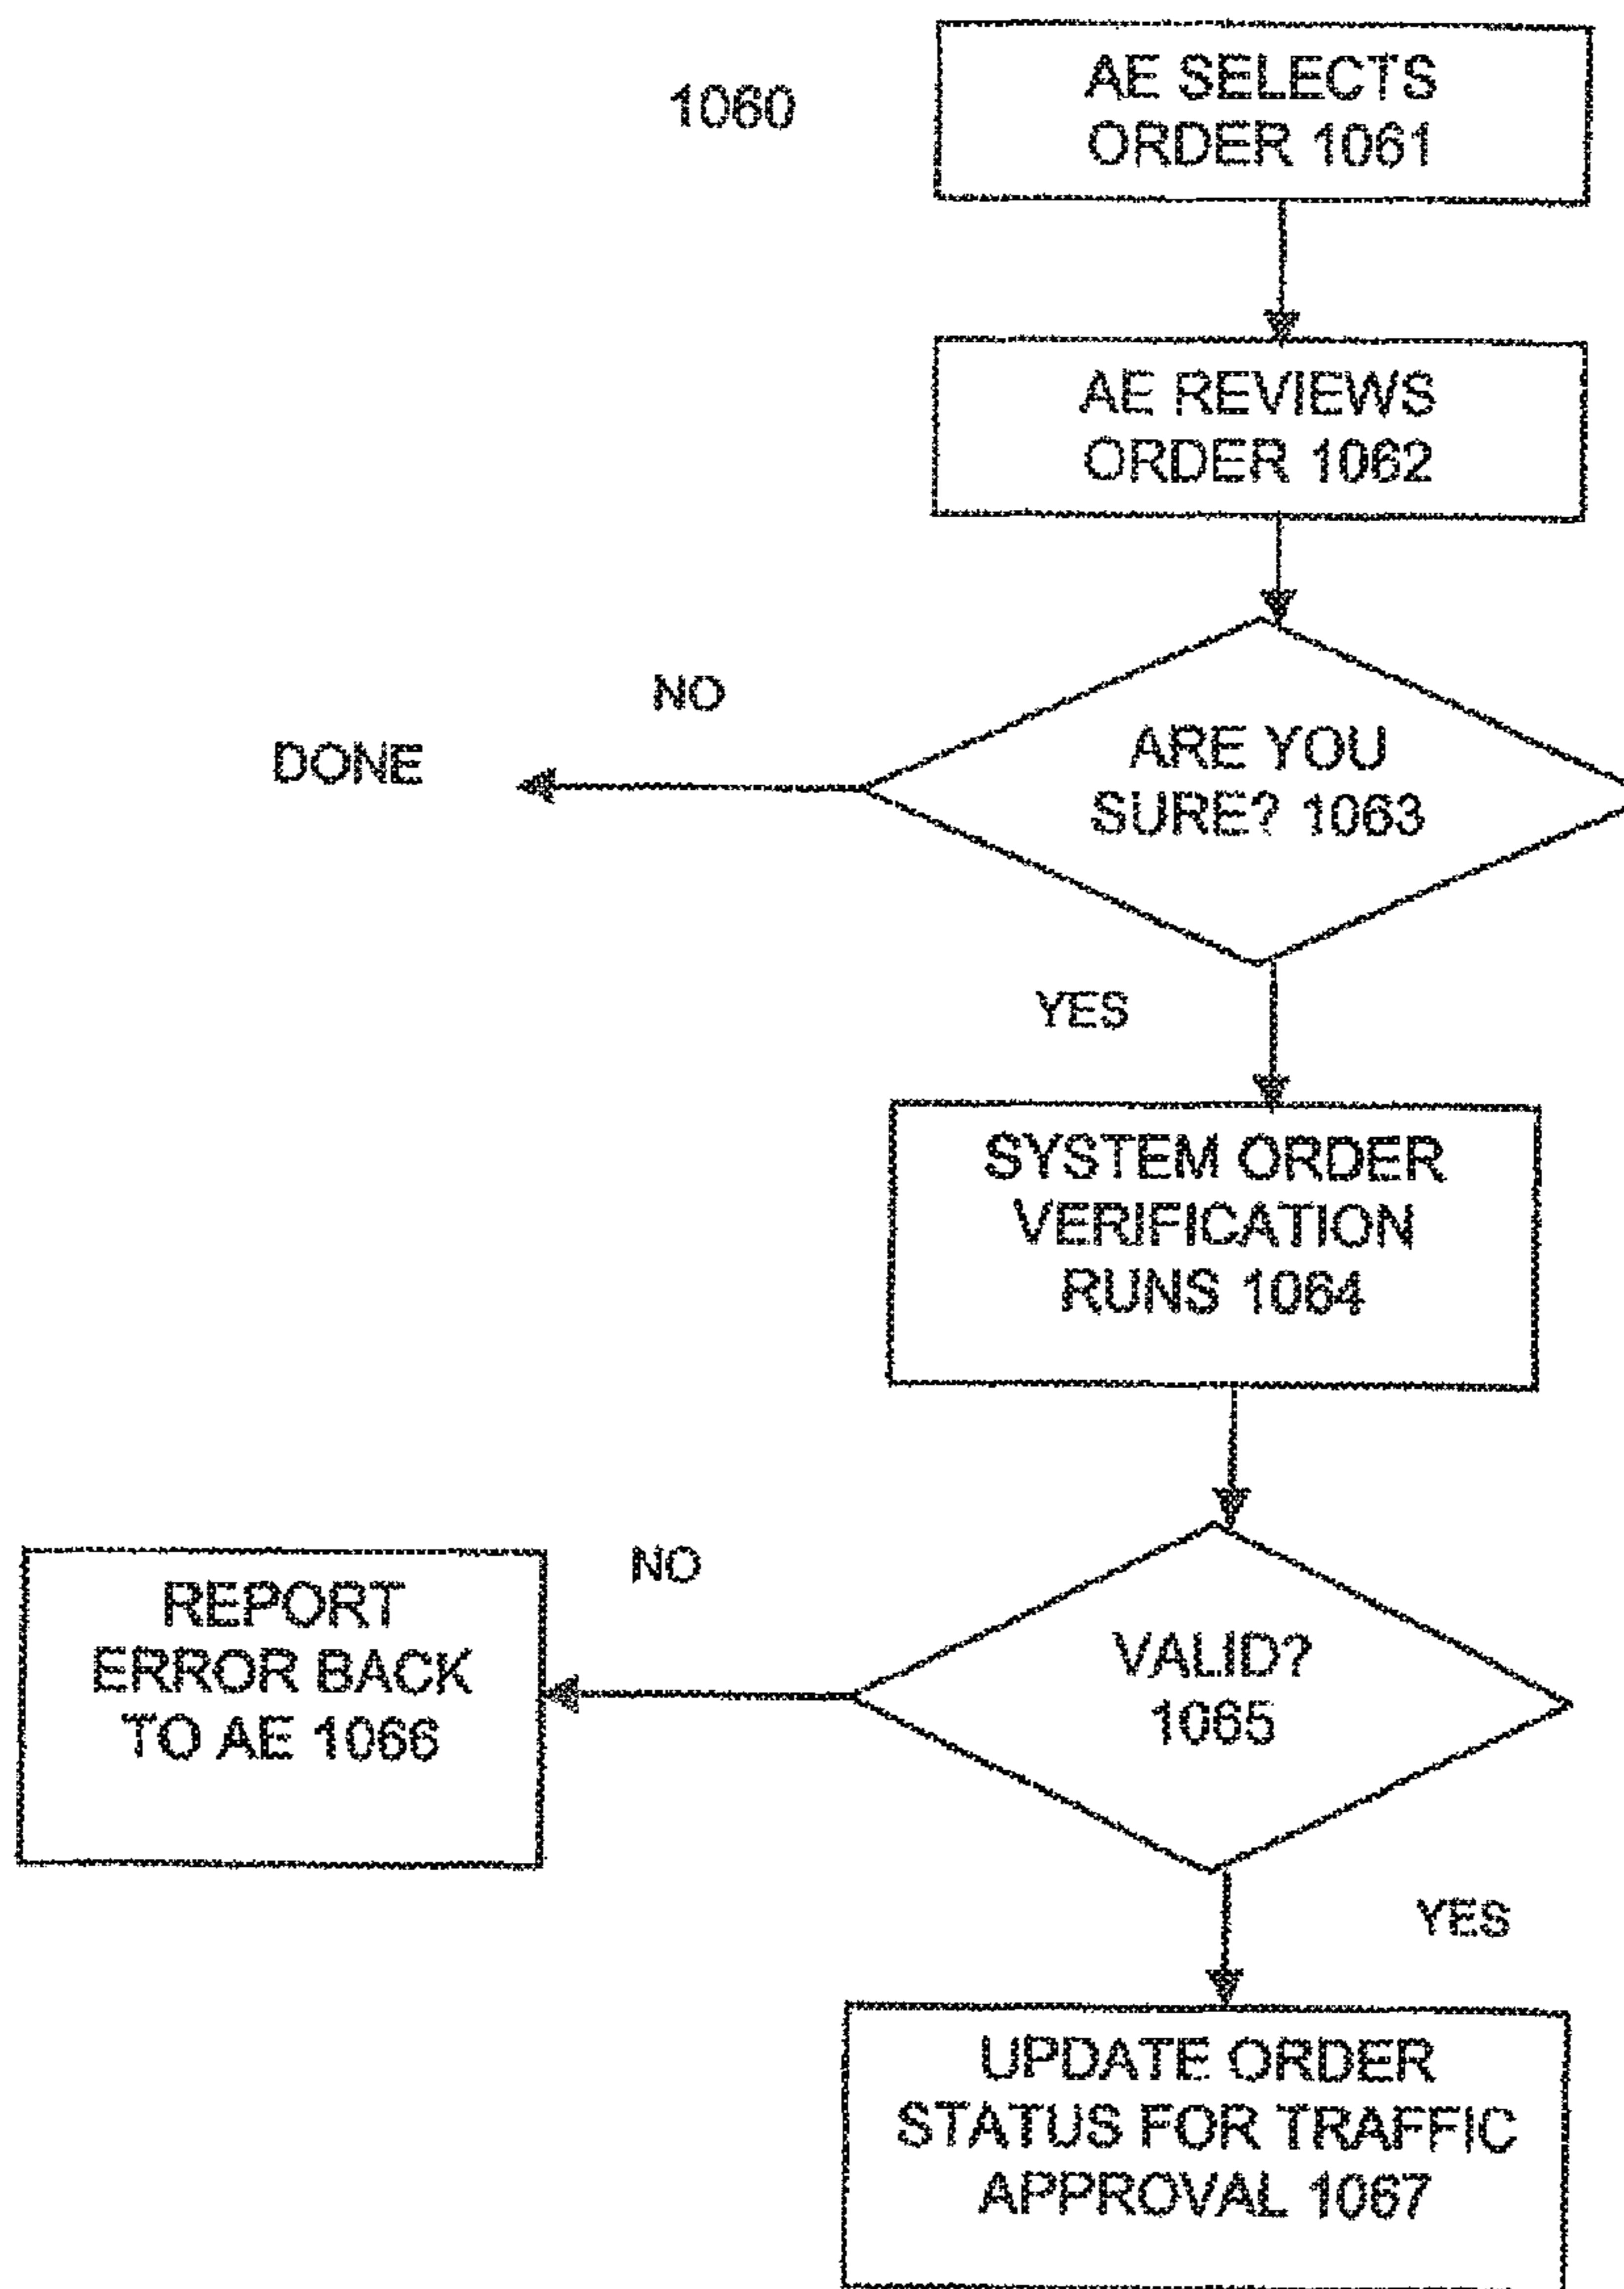 1060
AE SELECTS
ORDER 1061
AE REVIEWS
ORDER 1062
NO
DONE
ARE YOU
SURE? 1063
YES
SYSTEM ORDER
VERIFICATION
RUNS 1064
NO
REPORT
ERROR BACK
TO AE 1066
VALID?
1065
YES
UPDATE ORDER
STATUS FOR TRAFFIC
APPROVAL 1067